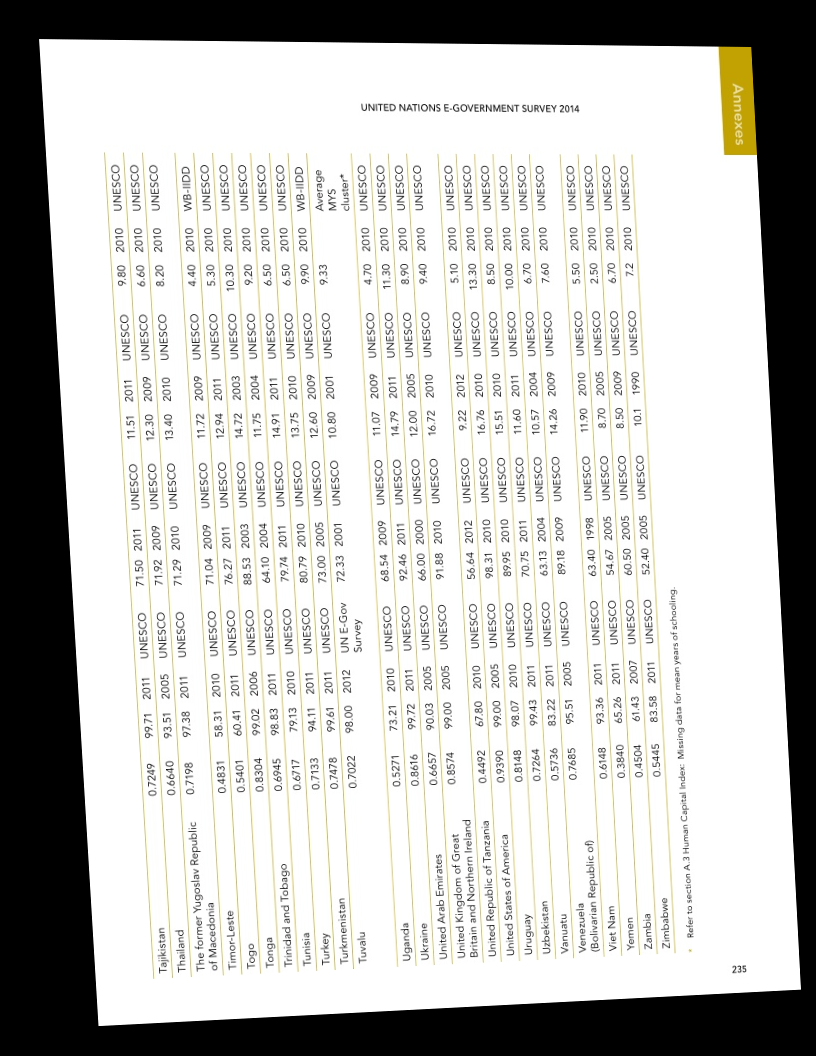 UNITED NATIONS E-GOVERNMENT SURVEY 2014
Annexes
Tajikistan 0.7249 99.71 2011 UNESCO 71.50 2011 UNESCO 11.51 2011 UNESCO 9.80 2010 UNESCO
Thailand 0.6640 93.51 2005 UNESCO 71.92 2009 UNESCO 12.30 2009 UNESCO 6.60 2010 UNESCO
The former Yugoslav Republic
of Macedonia 0.7198 97.38 2011 UNESCO 71.29 2010 UNESCO 13.40 2010 UNESCO 8.20 2010 UNESCO
Timor-Leste 0.4831 58.31 2010 UNESCO 71.04 2009 UNESCO 11.72 2009 UNESCO 4.40 2010 WB-IIDD
Togo 0.5401 60.41 2011 UNESCO 76.27 2011 UNESCO 12.94 2011 UNESCO 5.30 2010 UNESCO
Tonga 0.8304 99.02 2006 UNESCO 88.53 2003 UNESCO 14.72 2003 UNESCO 10.30 2010 UNESCO
Trinidad and Tobago 0.6945 98.83 2011 UNESCO 64.10 2004 UNESCO 11.75 2004 UNESCO 9.20 2010 UNESCO
Tunisia 0.6717 79.13 2010 UNESCO 79.74 2011 UNESCO 14.91 2011 UNESCO 6.50 2010 UNESCO
Turkey 0.7133 94.11 2011 UNESCO 80.79 2010 UNESCO 13.75 2010 UNESCO 6.50 2010 UNESCO
Turkmenistan 0.7478 99.61 2011 UNESCO 73.00 2005 UNESCO 12.60 2009 UNESCO 9.90 2010 WB-IIDD
Tuvalu 0.7022 98.00 2012 UN E-Gov 72.33 2001 UNESCO 10.80 2001 UNESCO 9.33 Average
Survey MYS
cluster*
Uganda 0.5271 73.21 2010 UNESCO 68.54 2009 UNESCO 11.07 2009 UNESCO 4.70 2010 UNESCO
Ukraine 0.8616 99.72 2011 UNESCO 92.46 2011 UNESCO 14.79 2011 UNESCO 11.30 2010 UNESCO
United Arab Emirates 0.6657 90.03 2005 UNESCO 66.00 2000 UNESCO 12.00 2005 UNESCO 8.90 2010 UNESCO
United Kingdom of Great
Britain and Northern Ireland 0.8574 99.00 2005 UNESCO 91.88 2010 UNESCO 16.72 2010 UNESCO 9.40 2010 UNESCO
United Republic of Tanzania 0.4492 67.80 2010 UNESCO 56.64 2012 UNESCO 9.22 2012 UNESCO 5.10 2010 UNESCO
United States of America 0.9390 99.00 2005 UNESCO 98.31 2010 UNESCO 16.76 2010 UNESCO 13.30 2010 UNESCO
Uruguay 0.8148 98.07 2010 UNESCO 89.95 2010 UNESCO 15.51 2010 UNESCO 8.50 2010 UNESCO
Uzbekistan 0.7264 99.43 2011 UNESCO 70.75 2011 UNESCO 11.60 2011 UNESCO 10.00 2010 UNESCO
Vanuatu 0.5736 83.22 2011 UNESCO 63.13 2004 UNESCO 10.57 2004 UNESCO 6.70 2010 UNESCO
Venezuela
(Bolivarian Republic of) 0.7685 95.51 2005 UNESCO 89.18 2009 UNESCO 14.26 2009 UNESCO 7.60 2010 UNESCO
Viet Nam 0.6148 93.36 2011 UNESCO 63.40 1998 UNESCO 11.90 2010 UNESCO 5.50 2010 UNESCO
Yemen 0.3840 65.26 2011 UNESCO 54.67 2005 UNESCO 8.70 2005 UNESCO 2.50 2010 UNESCO
Zambia 0.4504 61.43 2007 UNESCO 60.50 2005 UNESCO 8.50 2009 UNESCO 6.70 2010 UNESCO
Zimbabwe 0.5445 83.58 2011 UNESCO 52.40 2005 UNESCO 10.1 1990 UNESCO 7.2 2010 UNESCO
* Refer to section A.3 Human Capital Index: Missing data for mean years of schooling.
235